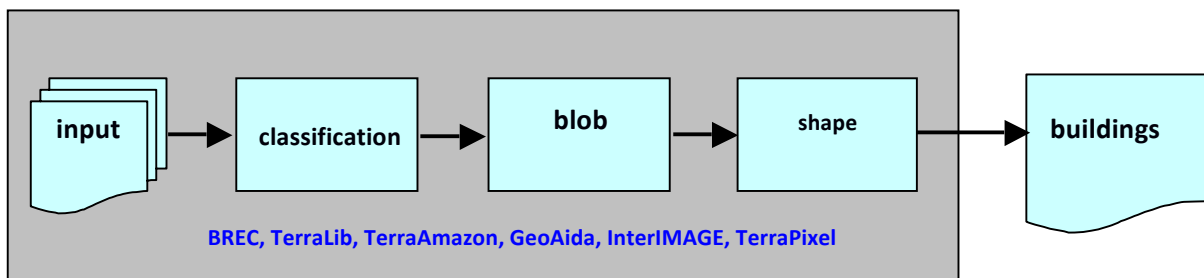 input
classification
blob
shape
buildings
BREC, TerraLib, TerraAmazon, GeoAida, InterIMAGE, TerraPixel